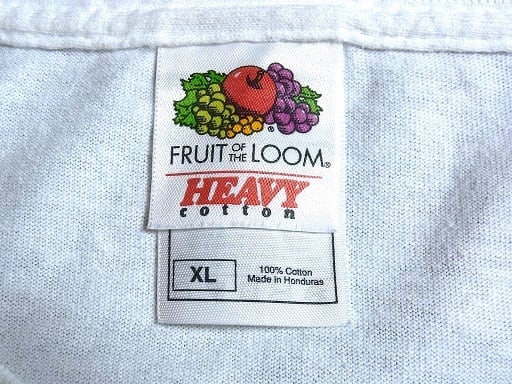 ®
FRUIT OF THE LOOM®
HEAVY
cotton
XL
100% Cotton
Made in Honduras